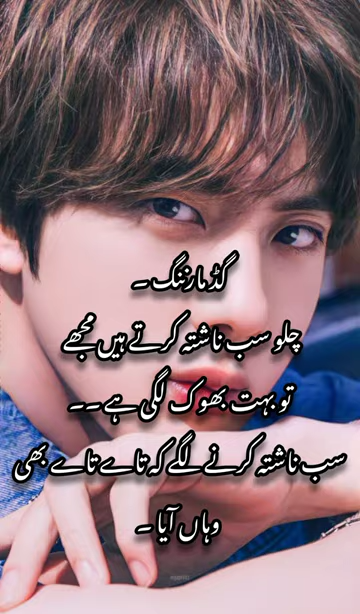 گڈ مارننگ ۔
چلو سب ناشتہ کرتے ہیں مجھے
تو بہت بھوک لگی ہے ۔۔
سب ناشتہ کرنے لگے کہ تاے تاے بھی
وہاں آیا ۔